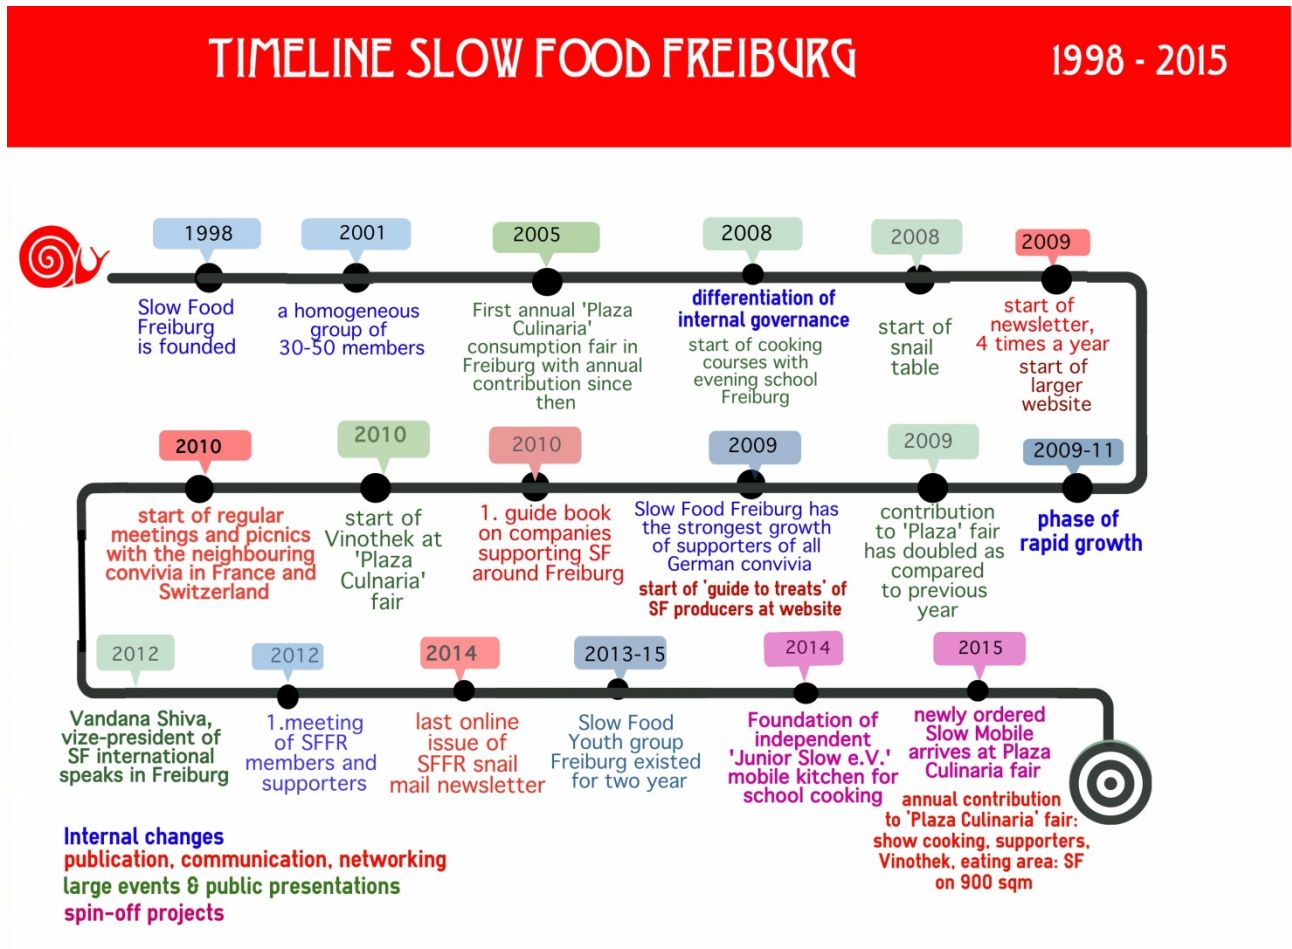 TIMELINE SLOW FOOD FREIBURG 1998 - 2015
1998
Slow Food
Freiburg
is founded
2001
a homogeneous
group of
30-50 members
2005
First annual 'Plaza
Culinaria'
consumption fair in
Freiburg with annual
contribution since
then
2008
differentiation of
internal governance
start of cooking
courses with
evening school
Freiburg
2008
start of
snail
table
2009
start of
newsletter,
4 times a year
start of
larger
website
2010
start of regular
meetings and picnics
with the neighbouring
convivia in France and
Switzerland
2010
start of
Vinothek at
'Plaza
Culnaria'
fair
2010
1. guide book
on companies
supporting SF
around Freiburg
2009
Slow Food Freiburg has
the strongest growth
of supporters of all
German convivia
start of 'guide to treats' of
SF producers at website
2009
contribution
to 'Plaza' fair
has doubled as
compared
to previous
year
2009-11
phase of
rapid growth
2012
Vandana Shiva,
vize-president of
SF international
speaks in Freiburg
2012
1.meeting
of SFFR
members and
supporters
2014
last online
issue of
SFFR snail
mail newsletter
2013-15
Slow Food
Youth group
Freiburg existed
for two year
2014
Foundation of
independent
'Junior Slow e.V.'
mobile kitchen for
school cooking
2015
newly ordered
Slow Mobile
arrives at Plaza
Culinaria fair
annual contribution
to 'Plaza Culinaria' fair:
show cooking, supporters,
Vinothek, eating area: SF
on 900 sqm
Internal changes
publication, communication, networking
large events & public presentations
spin-off projects